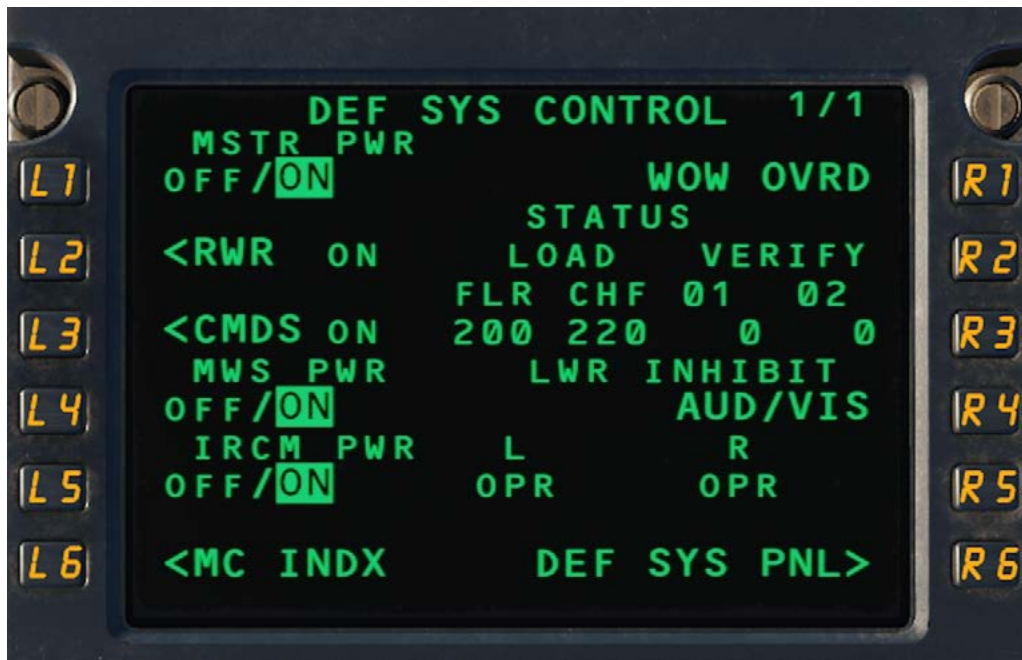 DEF SYS CONTROL 1/1
MSTR PWR
L1 OFF/ON WOW OVRD R1
STATUS
L2 <RWR ON LOAD VERIFY R2
FLR CHF 01 02
L3 <CMDS ON 200 220 0 0 R3
MWS PWR LWR INHIBIT
L4 OFF/ON AUD/VIS R4
IRCM PWR L R
L5 OFF/ON OPR OPR R5
L6 <MC INDX DEF SYS PNL> R6